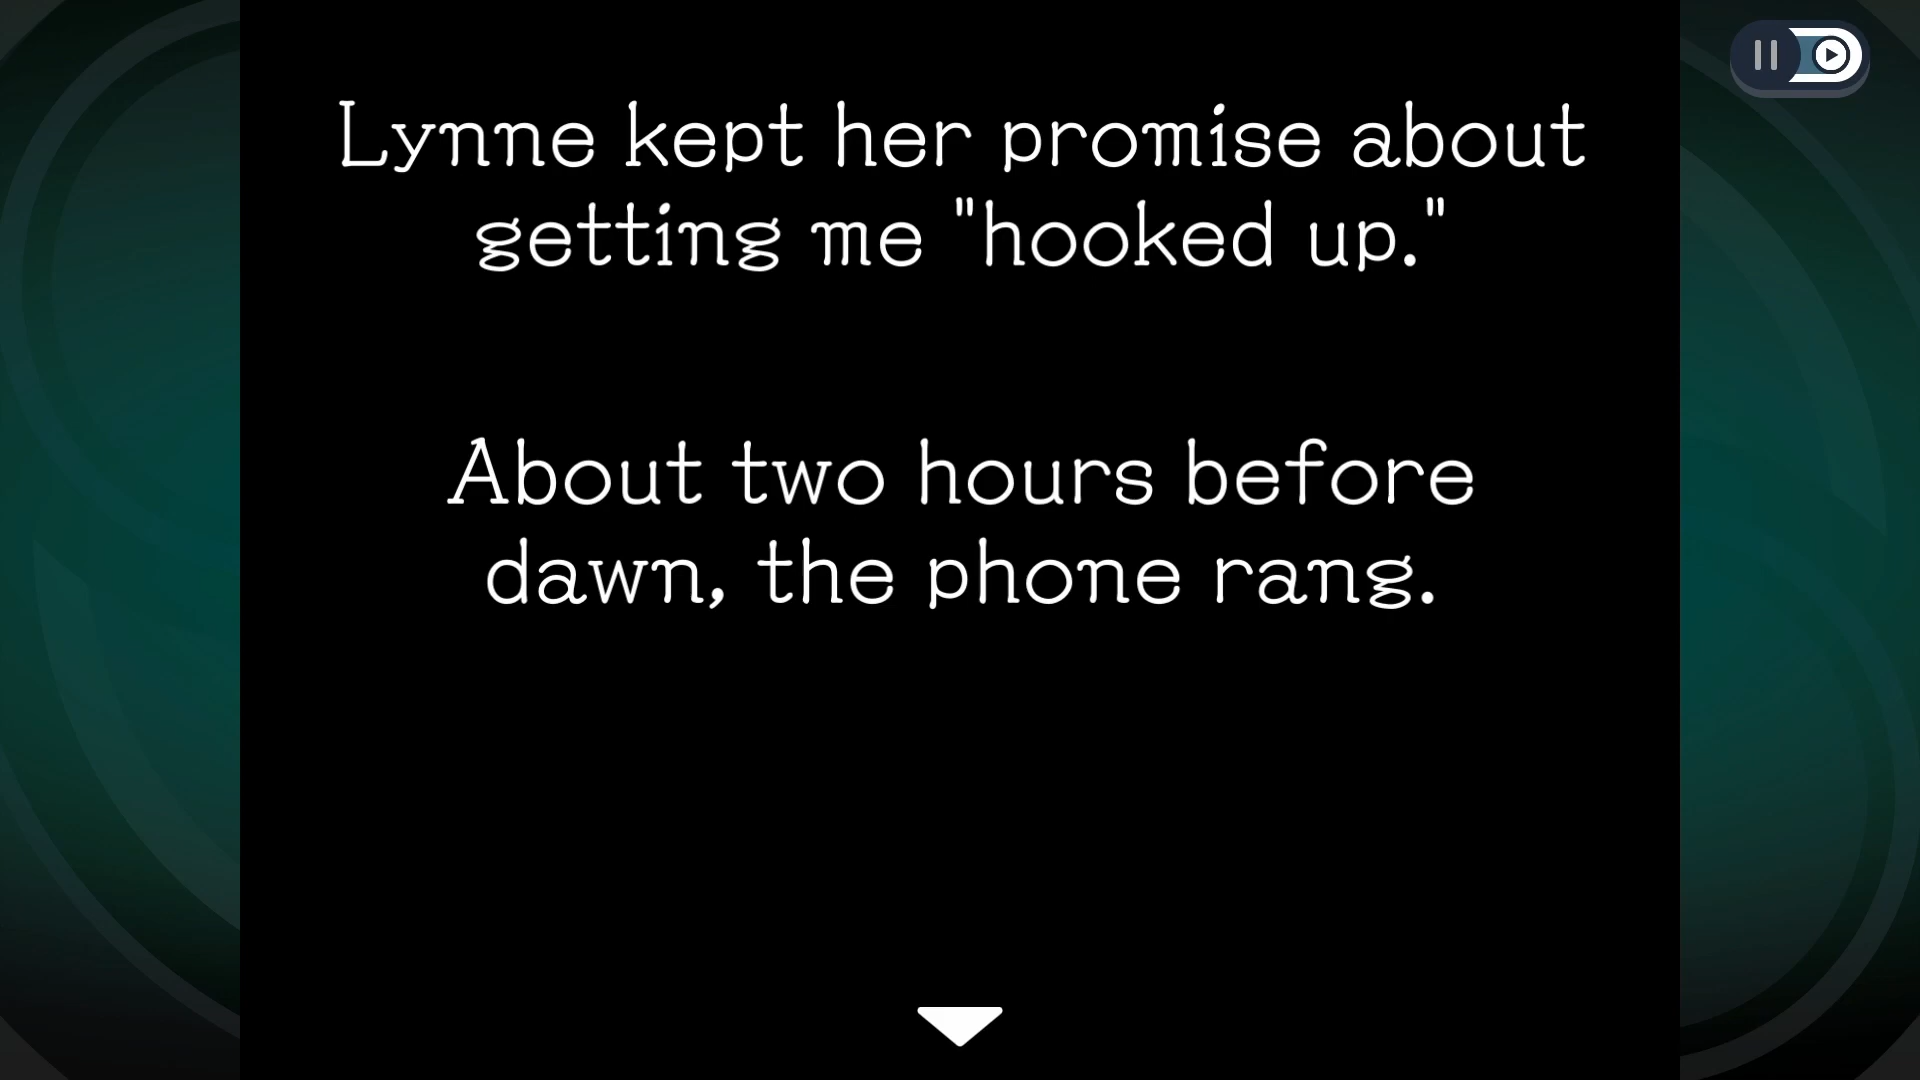 Lynne kept her promise about
getting me "hooked up."
About two hours before
dawn, the phone rang.